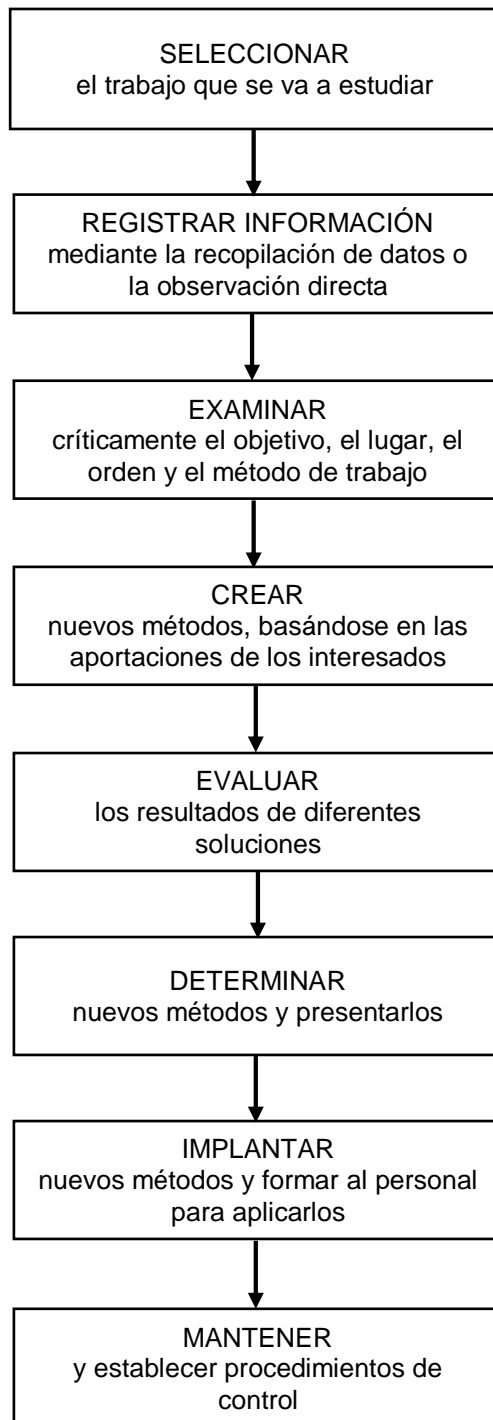 SELECCIONAR
el trabajo que se va a estudiar
REGISTRAR INFORMACIÓN
mediante la recopilación de datos o
la observación directa
EXAMINAR
críticamente el objetivo, el lugar, el
orden y el método de trabajo
CREAR
nuevos métodos, basándose en las
aportaciones de los interesados
EVALUAR
los resultados de diferentes
soluciones
DETERMINAR
nuevos métodos y presentarlos
IMPLANTAR
nuevos métodos y formar al personal
para aplicarlos
MANTENER
y establecer procedimientos de
control